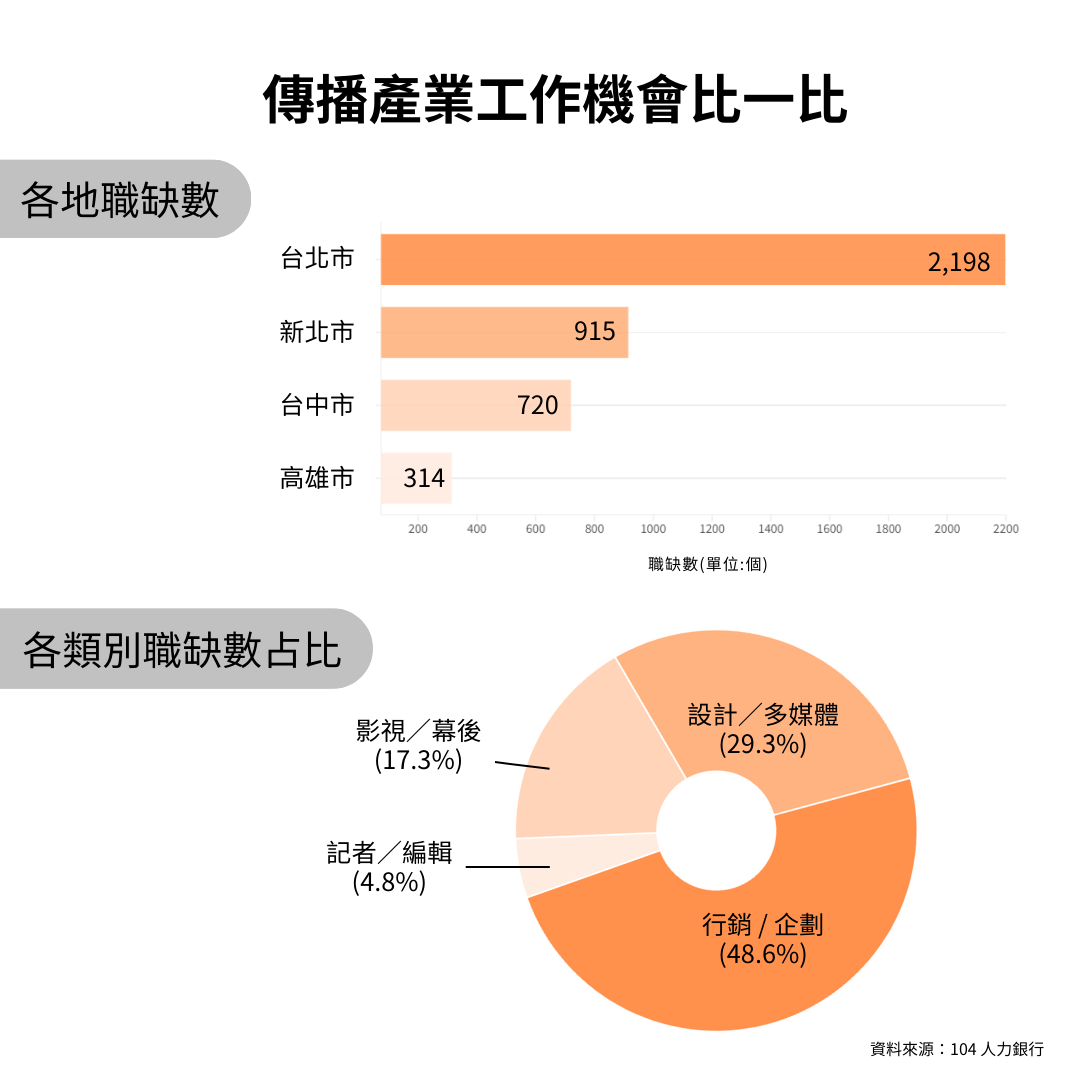 傳播產業工作機會比一比
各地職缺數
台北市
2,198
新北市
915
台中市
720
高雄市
314
200 400 600 800 1000 1200 1400 1600 1800 2000 2200
職缺數(單位:個)
各類別職缺數占比
設計／多媒體
(29.3%)
影視／幕後
(17.3%)
記者／編輯
(4.8%)
行銷 / 企劃
(48.6%)
資料來源：104 人力銀行